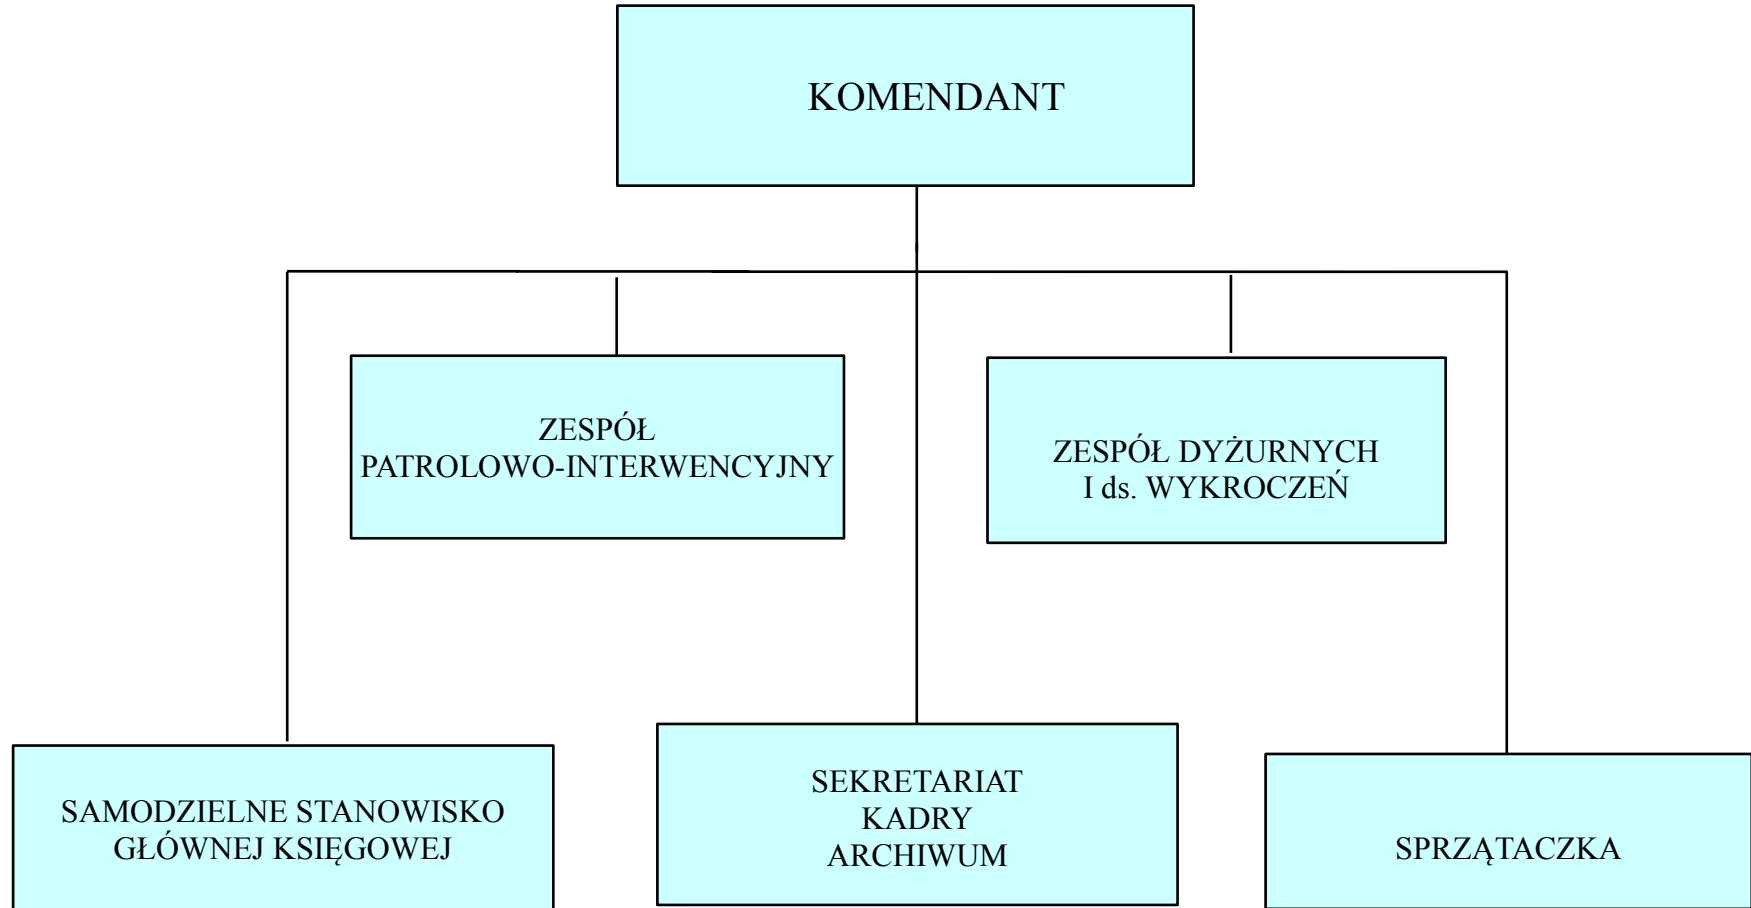 KOMENDANT
ZESPÓŁ
PATROLOWO-INTERWENCYJNY
ZESPÓŁ DYŻURNYCH
I ds. WYKROCZEŃ
SAMODZIELNE STANOWISKO
GŁÓWNEJ KSIĘGOWEJ
SEKRETARIAT
KADRY
ARCHIWUM
SPRZĄTACZKA